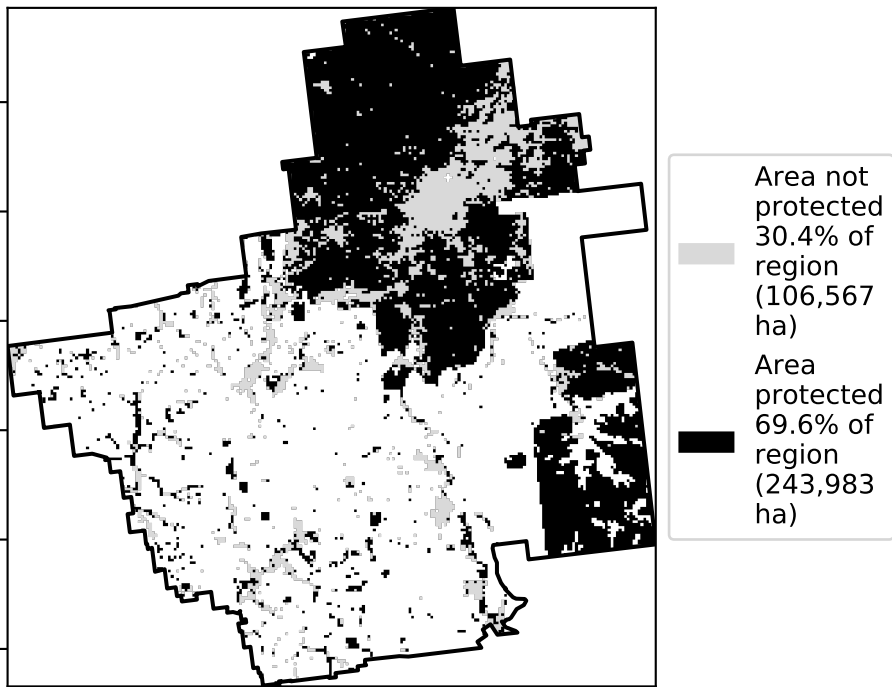 Area not
protected
30.4% of
region
(106,567
ha)
Area
protected
69.6% of
region
(243,983
ha)